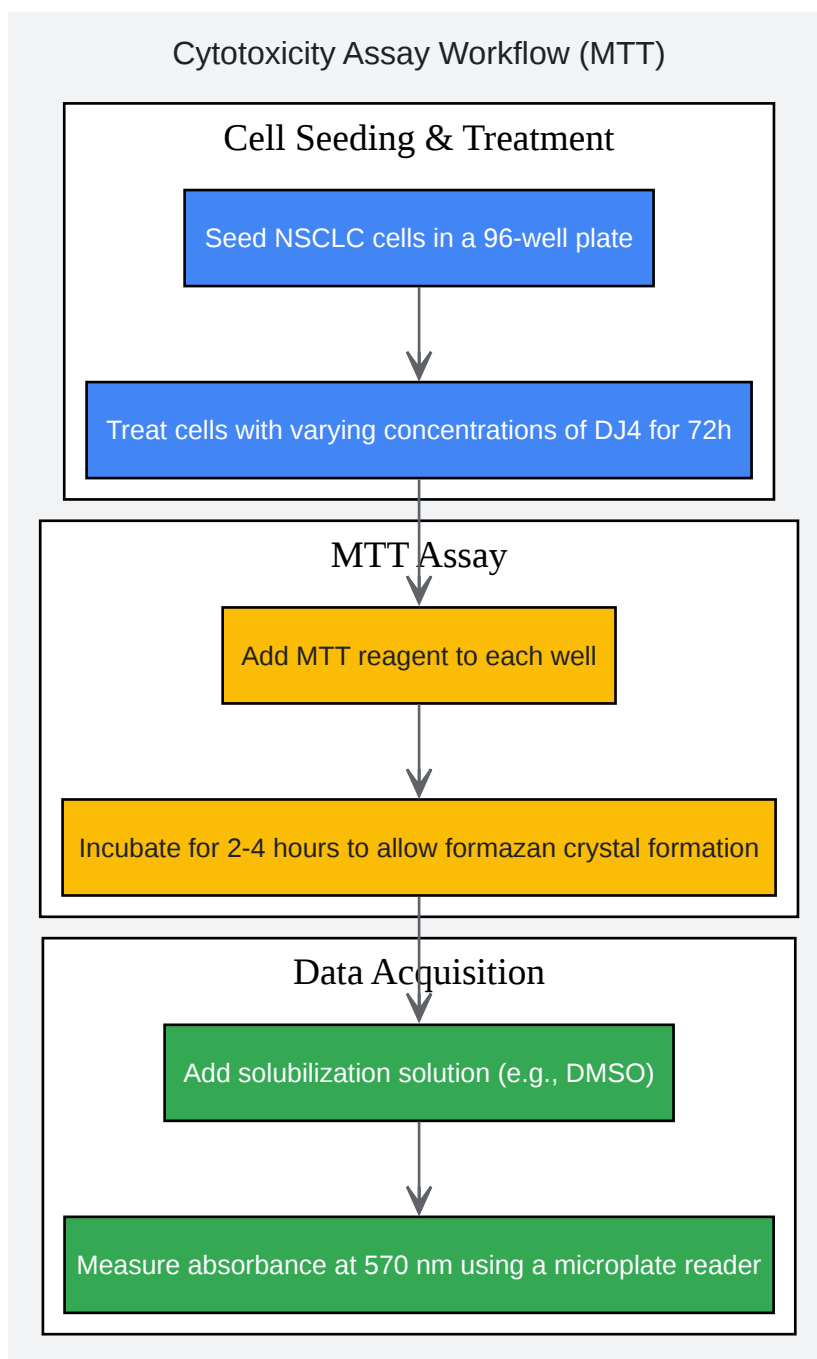 Cytotoxicity Assay Workflow (MTT)
Cell Seeding & Treatment
Seed NSCLC cells in a 96-well plate
Treat cells with varying concentrations of DJ4 for 72h
MTT Assay
Add MTT reagent to each well
Incubate for 2-4 hours to allow formazan crystal formation
Data Acquisition
Add solubilization solution (e.g., DMSO)
Measure absorbance at 570 nm using a microplate reader